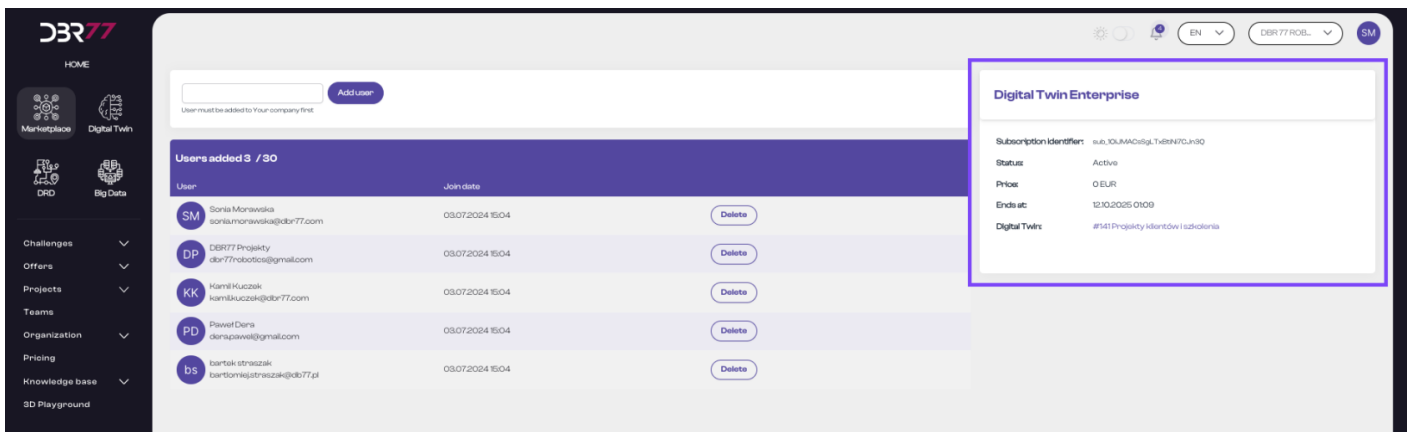 DBR77
HOME
Marketplace
Digital Twin
DRD
Big Data
Challenges
Offers
Projects
Teams
Organization
Pricing
Knowledge base
3D Playground
4
EN
DBR77 ROB...
SM
Add user
User must be added to Your company first
Users added 3 / 30
User Join date
SM Sonia Morawska 03.07.2024 15:04 Delete
sonia.morawska@dbr77.com
DP DBR77 Projekty 03.07.2024 15:04 Delete
dbr77robotics@gmail.com
KK Kamil Kuczek 03.07.2024 15:04 Delete
kamil.kuczek@dbr77.com
PD Paweł Dera 03.07.2024 15:04 Delete
dera.pawel@gmail.com
bs bartek straszak 03.07.2024 15:04 Delete
bartlomiej.straszak@db77.pl
Digital Twin Enterprise
Subscription Identifier:
Status: Active
Price: 0 EUR
Ends at: 12.10.2025 01:09
Digital Twin: #141 Projekty klientów i szkolenia